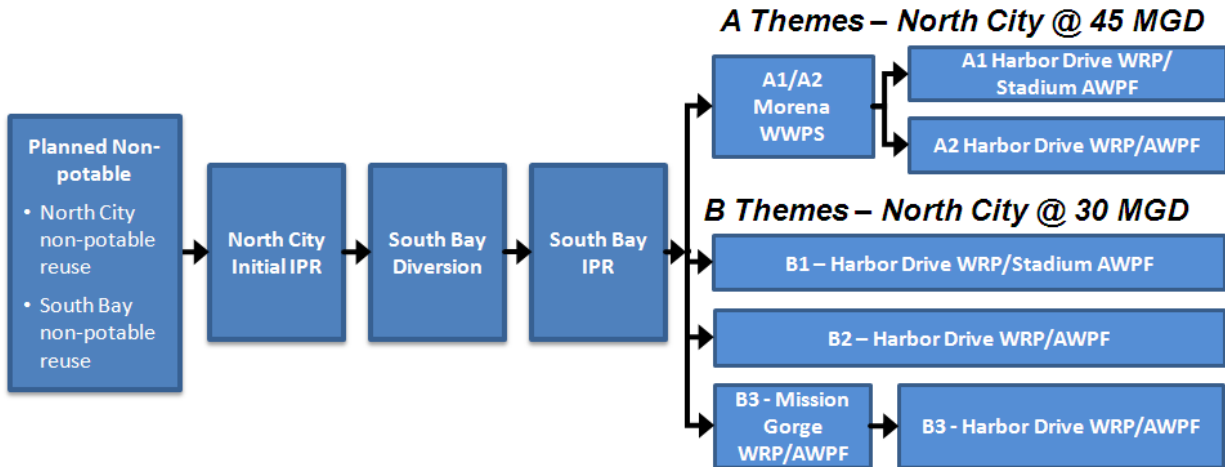 Planned Non-
potable
• North City
non-potable
reuse
• South Bay
non-potable
reuse
North City
Initial IPR
South Bay
Diversion
South Bay
IPR
A Themes – North City @ 45 MGD
A1/A2
Morena
WWPS
A1 Harbor Drive WRP/
Stadium AWPF
A2 Harbor Drive WRP/AWPF
B Themes – North City @ 30 MGD
B1 – Harbor Drive WRP/Stadium AWPF
B2 – Harbor Drive WRP/AWPF
B3 - Mission
Gorge
WRP/AWPF
B3 - Harbor Drive WRP/AWPF